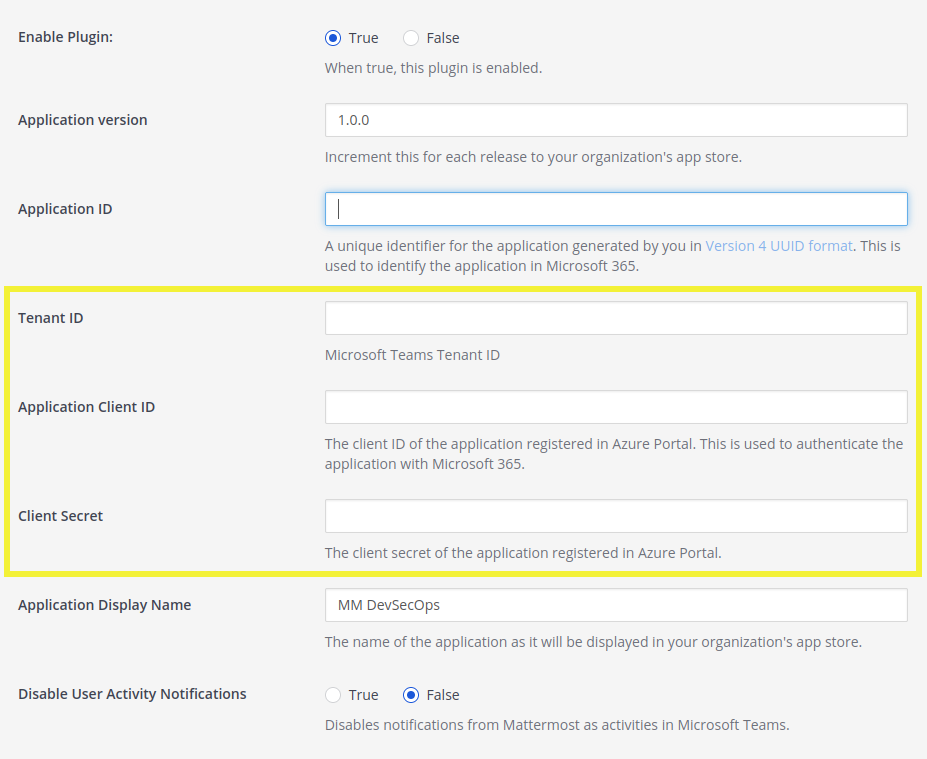 Enable Plugin:
True False
When true, this plugin is enabled.
Application version
1.0.0
Increment this for each release to your organization's app store.
Application ID
A unique identifier for the application generated by you in Version 4 UUID format. This is
used to identify the application in Microsoft 365.
Tenant ID
Microsoft Teams Tenant ID
Application Client ID
The client ID of the application registered in Azure Portal. This is used to authenticate the
application with Microsoft 365.
Client Secret
The client secret of the application registered in Azure Portal.
Application Display Name
MM DevSecOps
The name of the application as it will be displayed in your organization's app store.
Disable User Activity Notifications
True False
Disables notifications from Mattermost as activities in Microsoft Teams.